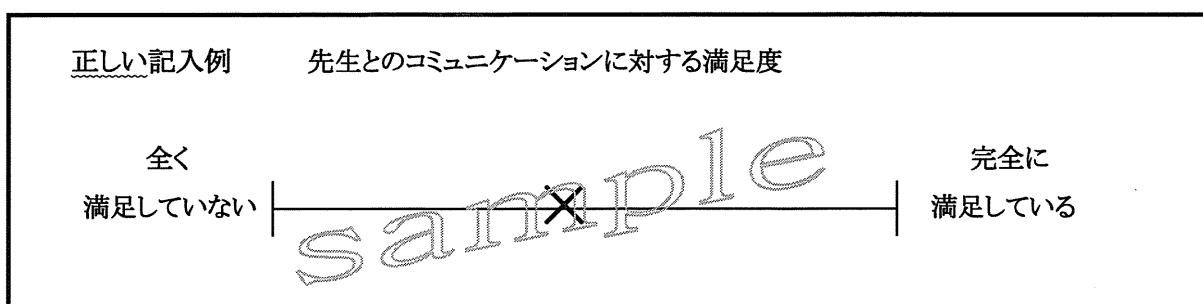 正しい記入例　先生とのコミュニケーションに対する満足度
全く
満足していない
完全に
満足している
sample